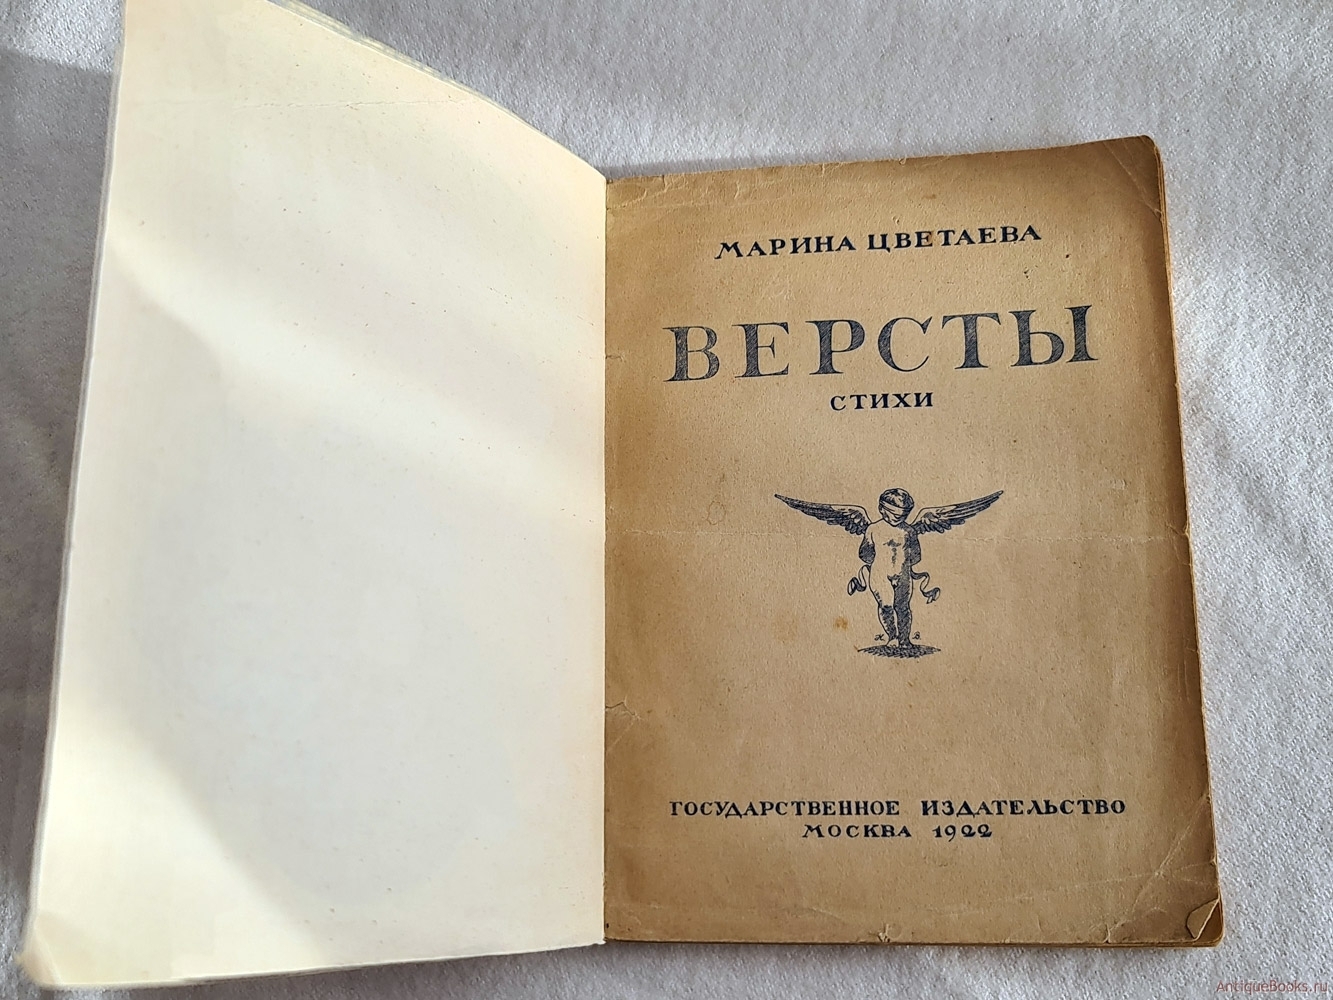 МАРИНА ЦВЕТАЕВА
ВЕРСТЫ
СТИХИ
Н. В.
ГОСУДАРСТВЕННОЕ ИЗДАТЕЛЬСТВО
МОСКВА 1922
AntiqueBooks.ru